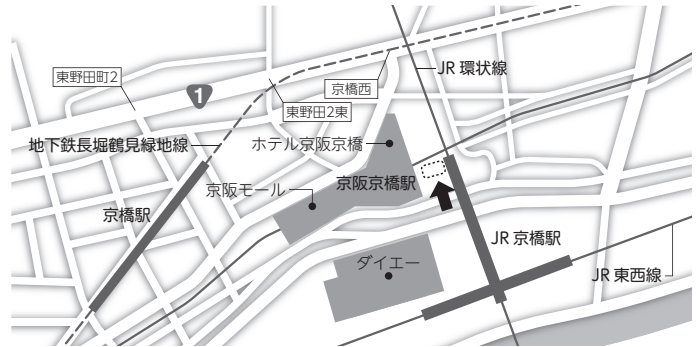 JR 環状線
東野田町2
京橋西
1
東野田2東
地下鉄長堀鶴見緑地線
ホテル京阪京橋
京阪モール
京阪京橋駅
京橋駅
JR 京橋駅
ダイエー
JR 東西線